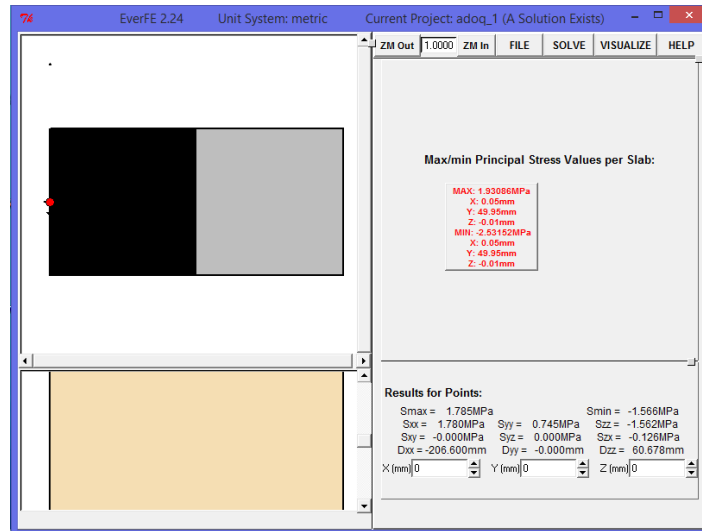 EverFE 2.24 Unit System: metric Current Project: adoq_1 (A Solution Exists)
ZM Out 1.0000 ZM In FILE SOLVE VISUALIZE HELP
Max/min Principal Stress Values per Slab:
MAX: 1.93086MPa
X: 0.05mm
Y: 49.95mm
Z: -0.01mm
MIN: -2.53152MPa
X: 0.05mm
Y: 49.95mm
Z: -0.01mm
Results for Points:
Smax = 1.785MPa Smin = -1.566MPa
Sxx = 1.780MPa Syy = 0.745MPa Szz = -1.562MPa
Sxy = -0.000MPa Syz = 0.000MPa Szx = -0.126MPa
Dxx = -206.600mm Dyy = -0.000mm Dzz = 60.678mm
X (mm) 0 Y (mm) 0 Z (mm) 0